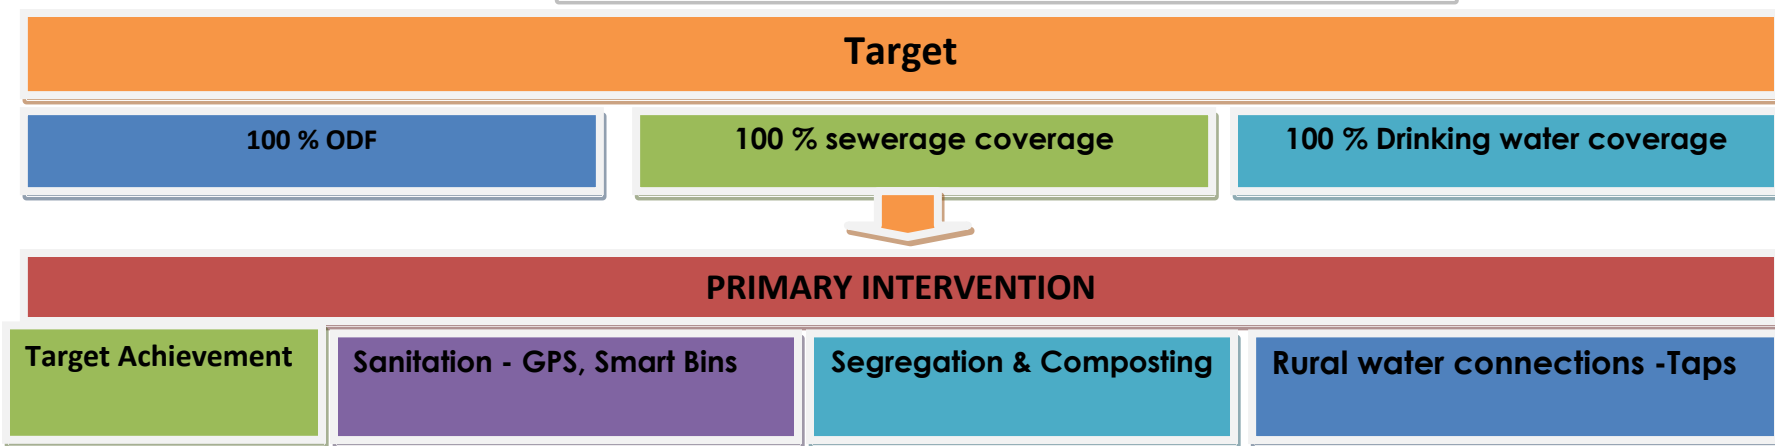 Target
100 % ODF
100 % sewerage coverage
100 % Drinking water coverage
PRIMARY INTERVENTION
Target Achievement
Sanitation - GPS, Smart Bins
Segregation & Composting
Rural water connections -Taps